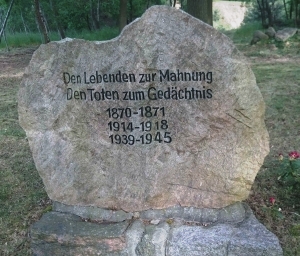 Den Lebenden zur Mahnung
Den Toten zum Gedächtnis
1870-1871
1914-1918
1939-1945